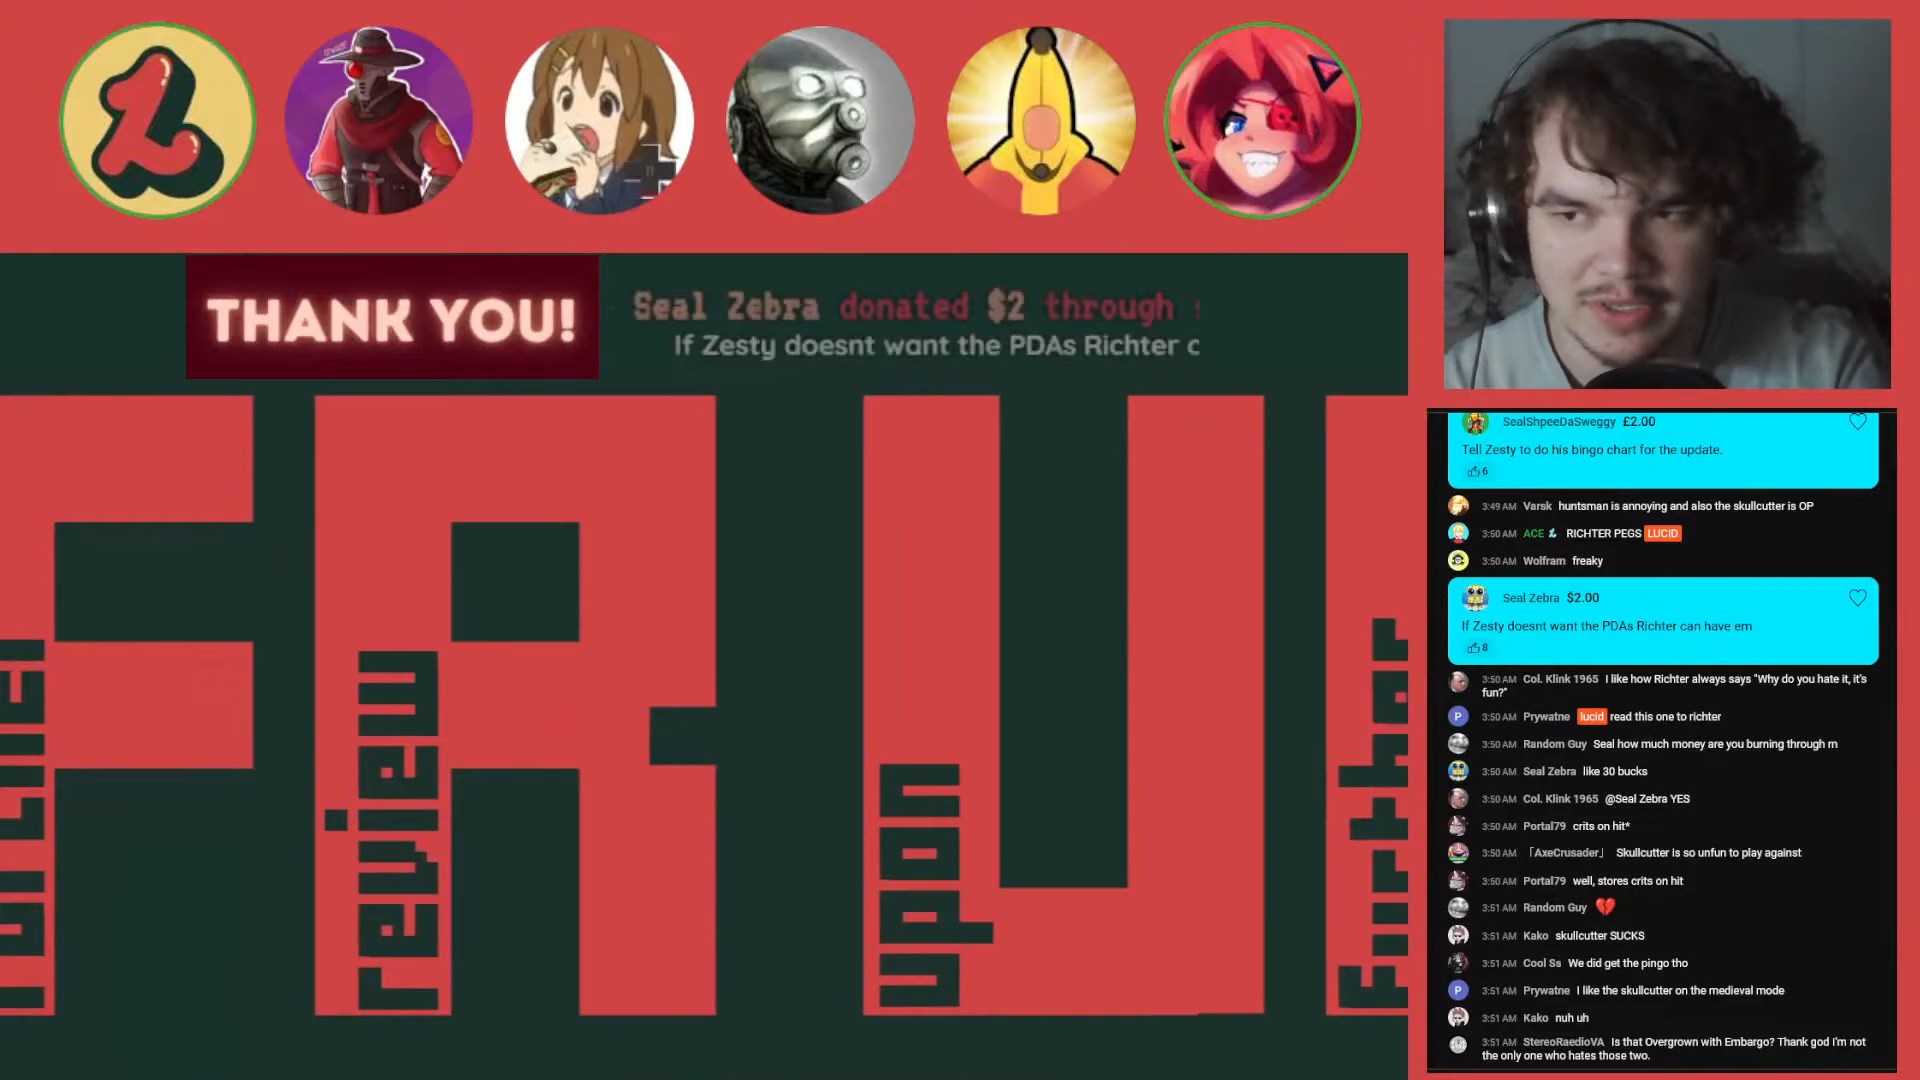 THANK YOU!
Seal Zebra donated $2 through
If Zesty doesnt want the PDAs Richter c
FRU
review
upon
further
SealShpeeDaSweggy £2.00
Tell Zesty to do his bingo chart for the update.
6
3:49 AM Varsk huntsman is annoying and also the skullcutter is OP
3:50 AM ACE RICHTER PEGS LUCID
3:50 AM Wolfram freaky
Seal Zebra $2.00
If Zesty doesnt want the PDAs Richter can have em
8
3:50 AM Col. Klink 1965 I like how Richter always says "Why do you hate it, it's
fun?"
P 3:50 AM Prywatne lucid read this one to richter
3:50 AM Random Guy Seal how much money are you burning through rn
3:50 AM Seal Zebra like 30 bucks
3:50 AM Col. Klink 1965 @Seal Zebra YES
3:50 AM Portal79 crits on hit*
3:50 AM 「AxeCrusader」 Skullcutter is so unfun to play against
3:50 AM Portal79 well, stores crits on hit
3:51 AM Random Guy 💔
3:51 AM Kako skullcutter SUCKS
3:51 AM Cool Ss We did get the pingo tho
P 3:51 AM Prywatne I like the skullcutter on the medieval mode
3:51 AM Kako nuh uh
3:51 AM StereoRaedioVA Is that Overgrown with Embargo? Thank god I'm not
the only one who hates those two.